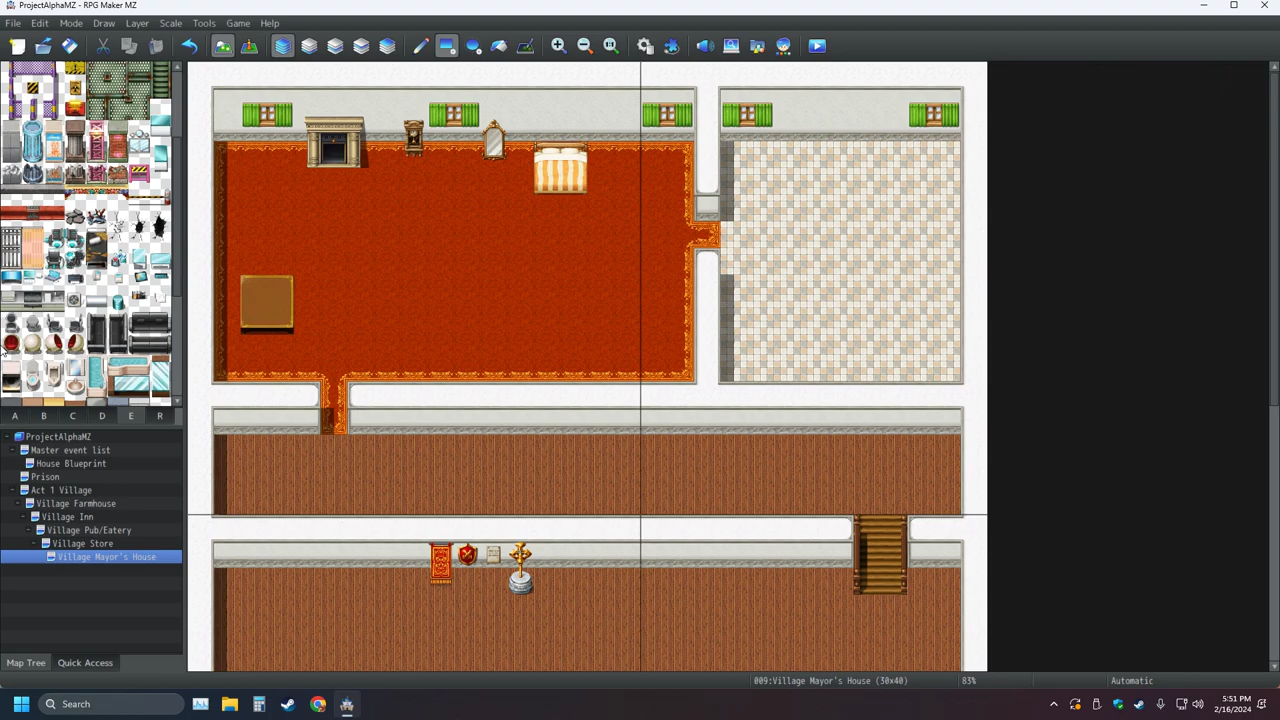 ProjectAlphaMZ - RPG Maker MZ
File Edit Mode Draw Layer Scale Tools Game Help
A B C D E R
ProjectAlphaMZ
Master event list
House Blueprint
Prison
Act 1 Village
Village Farmhouse
Village Inn
Village Pub/Eatery
Village Store
Village Mayor's House
Map Tree Quick Access
009:Village Mayor's House (30x40) 83% Automatic
Search
5:51 PM
2/16/2024